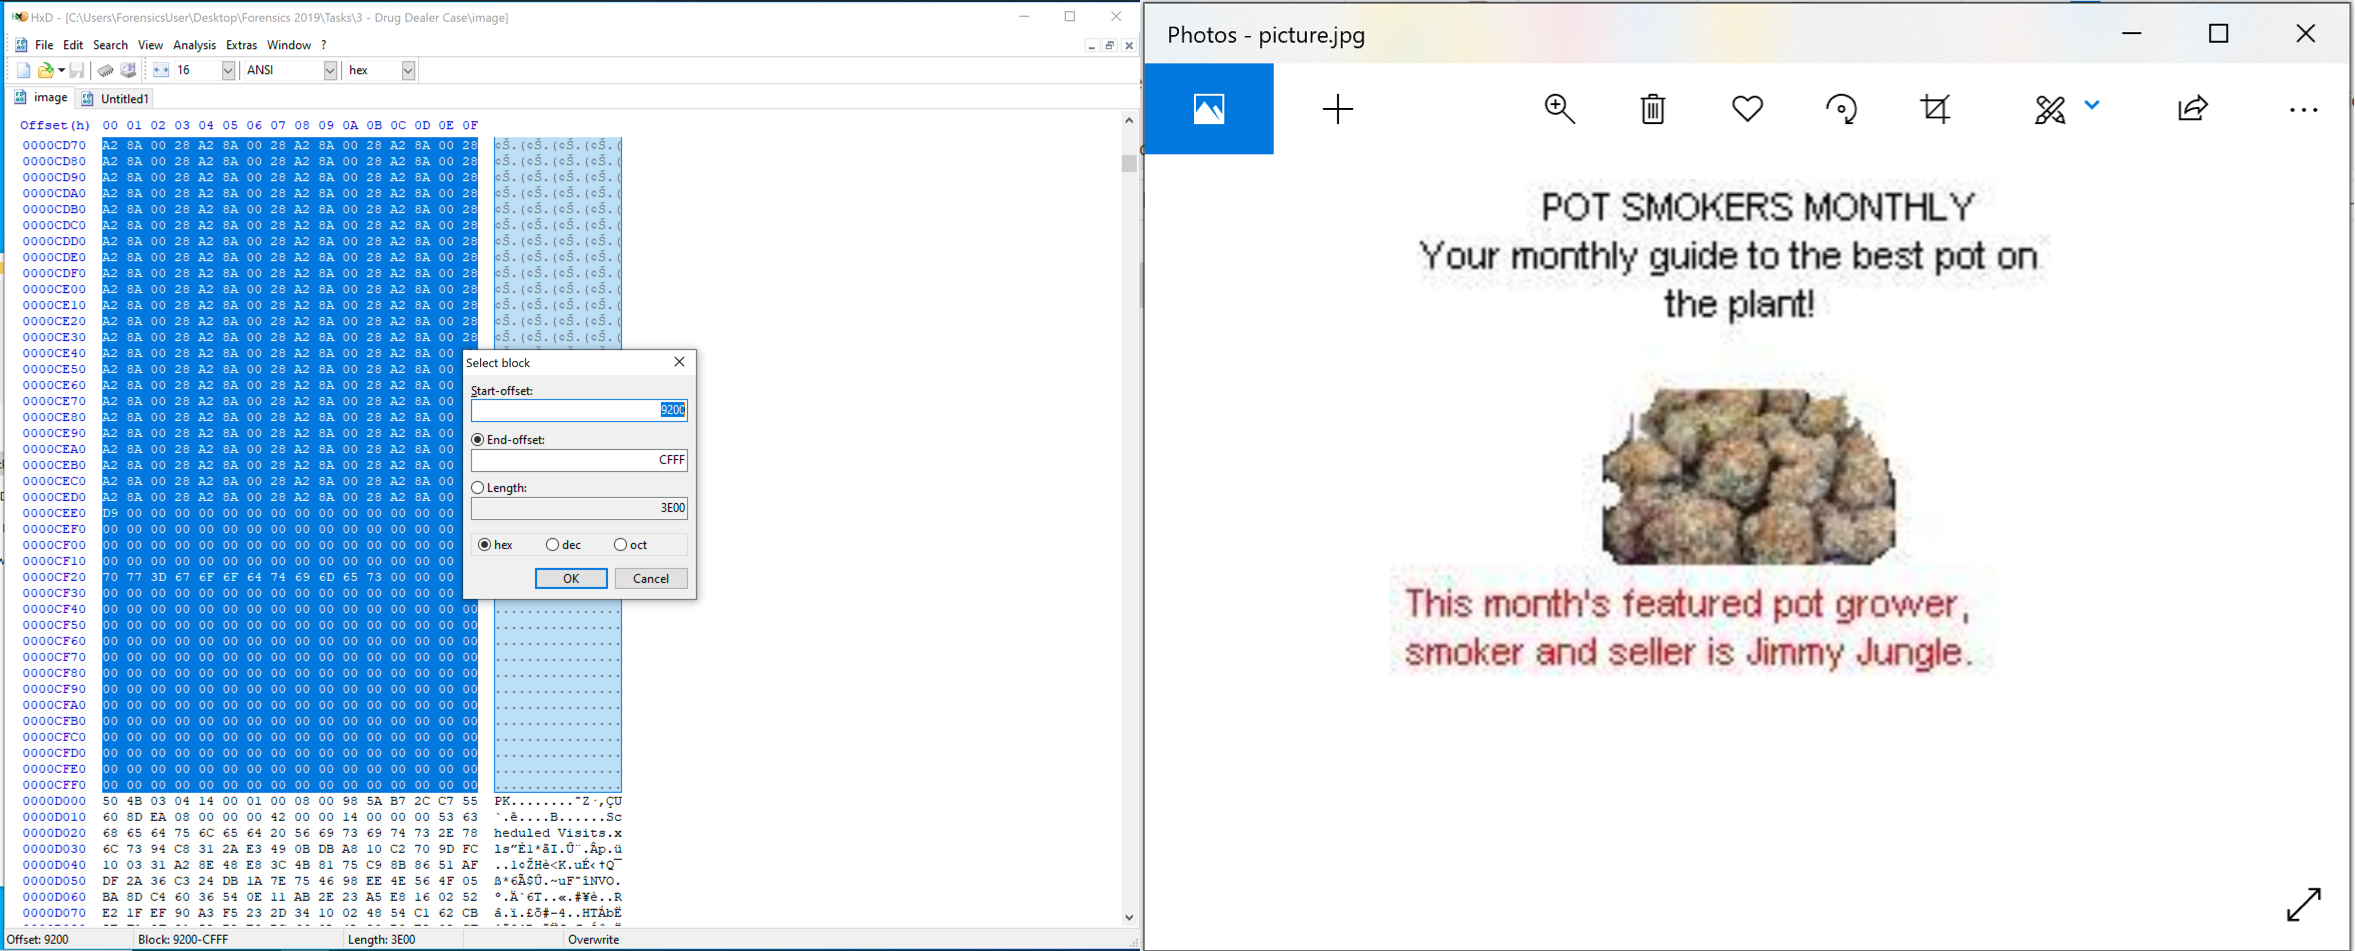 HxD - [C:\Users\ForensicsUser\Desktop\Forensics 2019\Tasks\3 - Drug Dealer Case\image]
File Edit Search View Analysis Extras Window ?
16 ANSI hex
image Untitled1
Offset(h) 00 01 02 03 04 05 06 07 08 09 0A 0B 0C 0D 0E 0F
0000CD70 A2 8A 00 28 A2 8A 00 28 A2 8A 00 28 A2 8A 00 28 ¢Š.(¢Š.(¢Š.(¢Š.(
0000CD80 A2 8A 00 28 A2 8A 00 28 A2 8A 00 28 A2 8A 00 28 ¢Š.(¢Š.(¢Š.(¢Š.(
0000CD90 A2 8A 00 28 A2 8A 00 28 A2 8A 00 28 A2 8A 00 28 ¢Š.(¢Š.(¢Š.(¢Š.(
0000CDA0 A2 8A 00 28 A2 8A 00 28 A2 8A 00 28 A2 8A 00 28 ¢Š.(¢Š.(¢Š.(¢Š.(
0000CDB0 A2 8A 00 28 A2 8A 00 28 A2 8A 00 28 A2 8A 00 28 ¢Š.(¢Š.(¢Š.(¢Š.(
0000CDC0 A2 8A 00 28 A2 8A 00 28 A2 8A 00 28 A2 8A 00 28 ¢Š.(¢Š.(¢Š.(¢Š.(
0000CDD0 A2 8A 00 28 A2 8A 00 28 A2 8A 00 28 A2 8A 00 28 ¢Š.(¢Š.(¢Š.(¢Š.(
0000CDE0 A2 8A 00 28 A2 8A 00 28 A2 8A 00 28 A2 8A 00 28 ¢Š.(¢Š.(¢Š.(¢Š.(
0000CDF0 A2 8A 00 28 A2 8A 00 28 A2 8A 00 28 A2 8A 00 28 ¢Š.(¢Š.(¢Š.(¢Š.(
0000CE00 A2 8A 00 28 A2 8A 00 28 A2 8A 00 28 A2 8A 00 28 ¢Š.(¢Š.(¢Š.(¢Š.(
0000CE10 A2 8A 00 28 A2 8A 00 28 A2 8A 00 28 A2 8A 00 28 ¢Š.(¢Š.(¢Š.(¢Š.(
0000CE20 A2 8A 00 28 A2 8A 00 28 A2 8A 00 28 A2 8A 00 28 ¢Š.(¢Š.(¢Š.(¢Š.(
0000CE30 A2 8A 00 28 A2 8A 00 28 A2 8A 00 28 A2 8A 00 28 ¢Š.(¢Š.(¢Š.(¢Š.(
0000CE40 A2 8A 00 28 A2 8A 00 28 A2 8A 00 28 A2 8A 00
0000CE50 A2 8A 00 28 A2 8A 00 28 A2 8A 00 28 A2 8A 00
0000CE60 A2 8A 00 28 A2 8A 00 28 A2 8A 00 28 A2 8A 00
0000CE70 A2 8A 00 28 A2 8A 00 28 A2 8A 00 28 A2 8A 00
0000CE80 A2 8A 00 28 A2 8A 00 28 A2 8A 00 28 A2 8A 00
0000CE90 A2 8A 00 28 A2 8A 00 28 A2 8A 00 28 A2 8A 00
0000CEA0 A2 8A 00 28 A2 8A 00 28 A2 8A 00 28 A2 8A 00
0000CEB0 A2 8A 00 28 A2 8A 00 28 A2 8A 00 28 A2 8A 00
0000CEC0 A2 8A 00 28 A2 8A 00 28 A2 8A 00 28 A2 8A 00
0000CED0 A2 8A 00 28 A2 8A 00 28 A2 8A 00 28 A2 8A 00
0000CEE0 D9 00 00 00 00 00 00 00 00 00 00 00 00 00 00
0000CEF0 00 00 00 00 00 00 00 00 00 00 00 00 00 00 00
0000CF00 00 00 00 00 00 00 00 00 00 00 00 00 00 00 00
0000CF10 00 00 00 00 00 00 00 00 00 00 00 00 00 00 00
0000CF20 70 77 3D 67 6F 6F 64 74 69 6D 65 73 00 00 00
0000CF30 00 00 00 00 00 00 00 00 00 00 00 00 00 00 00
0000CF40 00 00 00 00 00 00 00 00 00 00 00 00 00 00 00 00 ................
0000CF50 00 00 00 00 00 00 00 00 00 00 00 00 00 00 00 00 ................
0000CF60 00 00 00 00 00 00 00 00 00 00 00 00 00 00 00 00 ................
0000CF70 00 00 00 00 00 00 00 00 00 00 00 00 00 00 00 00 ................
0000CF80 00 00 00 00 00 00 00 00 00 00 00 00 00 00 00 00 ................
0000CF90 00 00 00 00 00 00 00 00 00 00 00 00 00 00 00 00 ................
0000CFA0 00 00 00 00 00 00 00 00 00 00 00 00 00 00 00 00 ................
0000CFB0 00 00 00 00 00 00 00 00 00 00 00 00 00 00 00 00 ................
0000CFC0 00 00 00 00 00 00 00 00 00 00 00 00 00 00 00 00 ................
0000CFD0 00 00 00 00 00 00 00 00 00 00 00 00 00 00 00 00 ................
0000CFE0 00 00 00 00 00 00 00 00 00 00 00 00 00 00 00 00 ................
0000CFF0 00 00 00 00 00 00 00 00 00 00 00 00 00 00 00 00 ................
0000D000 50 4B 03 04 14 00 01 00 08 00 98 5A B7 2C C7 55 PK........˜Z·,ÇU
0000D010 60 8D EA 08 00 00 00 42 00 00 14 00 00 00 53 63 `.ê....B......Sc
0000D020 68 65 64 75 6C 65 64 20 56 69 73 69 74 73 2E 78 heduled Visits.x
0000D030 6C 73 94 C8 31 2A E3 49 0B DB A8 10 C2 70 9D FC ls”È1*ãI.Û¨.Âp.ü
0000D040 10 03 31 A2 8E 48 E8 3C 4B 81 75 C9 8B 86 51 AF ..1¢ŽHè<K.uÉ‹†Q¯
0000D050 DF 2A 36 C3 24 DB 1A 7E 75 46 98 EE 4E 56 4F 05 ß*6Ã$Û.~uF˜îNVO.
0000D060 BA 8D C4 60 36 54 0E 11 AB 2E 23 A5 E8 16 02 52 º.Ä`6T..«.#¥è..R
0000D070 E2 1F EF 90 A3 F5 23 2D 34 10 02 48 54 C1 62 CB â.ï.£õ#-4..HTÁbË
Select block
Start-offset:
9200
End-offset:
CFFF
Length:
3E00
hex dec oct
OK Cancel
Offset: 9200 Block: 9200-CFFF Length: 3E00 Overwrite
Photos - picture.jpg
POT SMOKERS MONTHLY
Your monthly guide to the best pot on
the plant!
This month's featured pot grower,
smoker and seller is Jimmy Jungle.